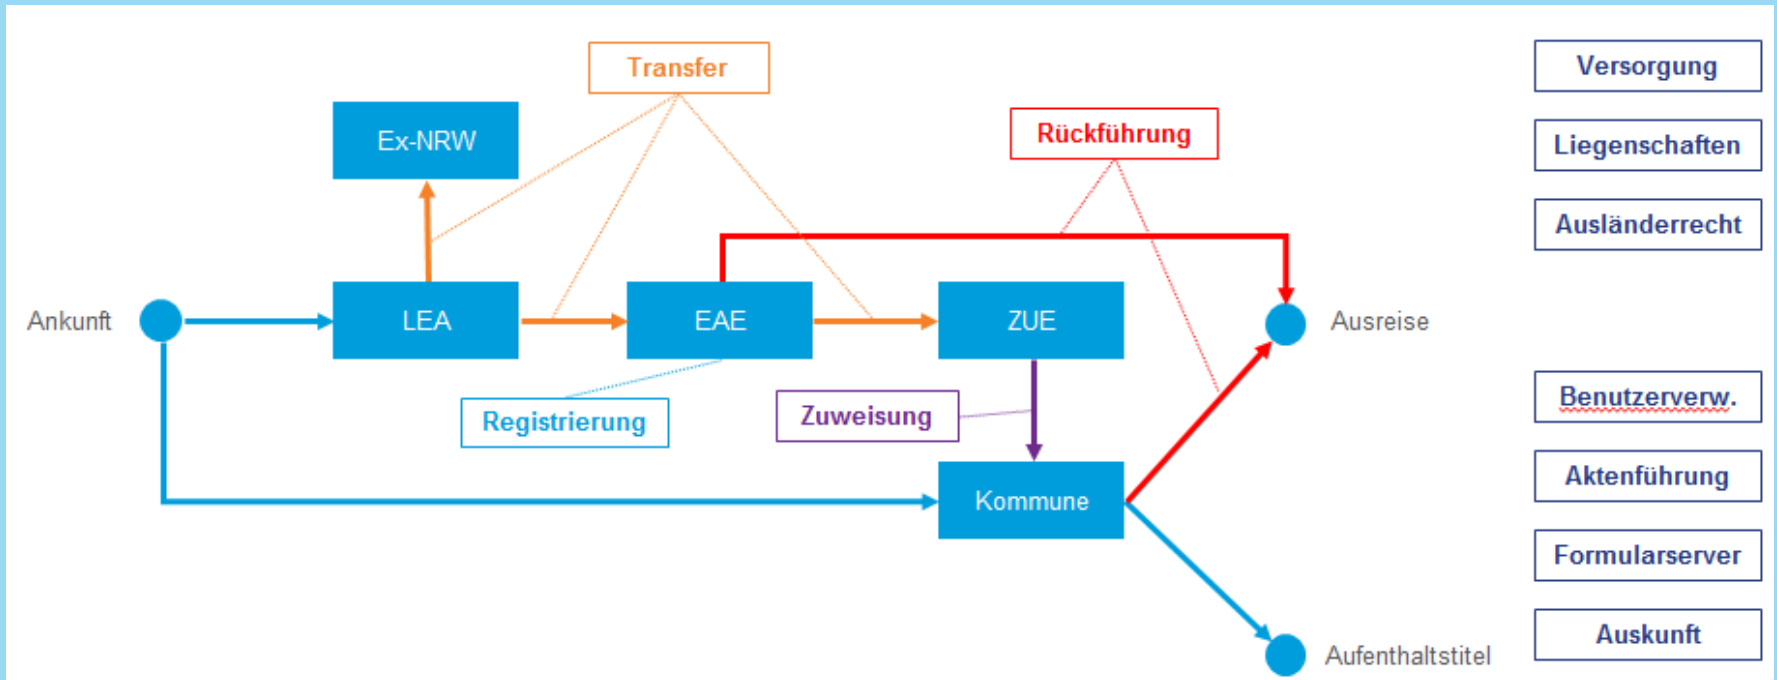 Transfer
Versorgung
Ex-NRW
Rückführung
Liegenschaften
Ausländerrecht
Ankunft
LEA
EAE
ZUE
Ausreise
Registrierung
Zuweisung
Benutzerverw.
Kommune
Aktenführung
Formularserver
Aufenthaltstitel
Auskunft